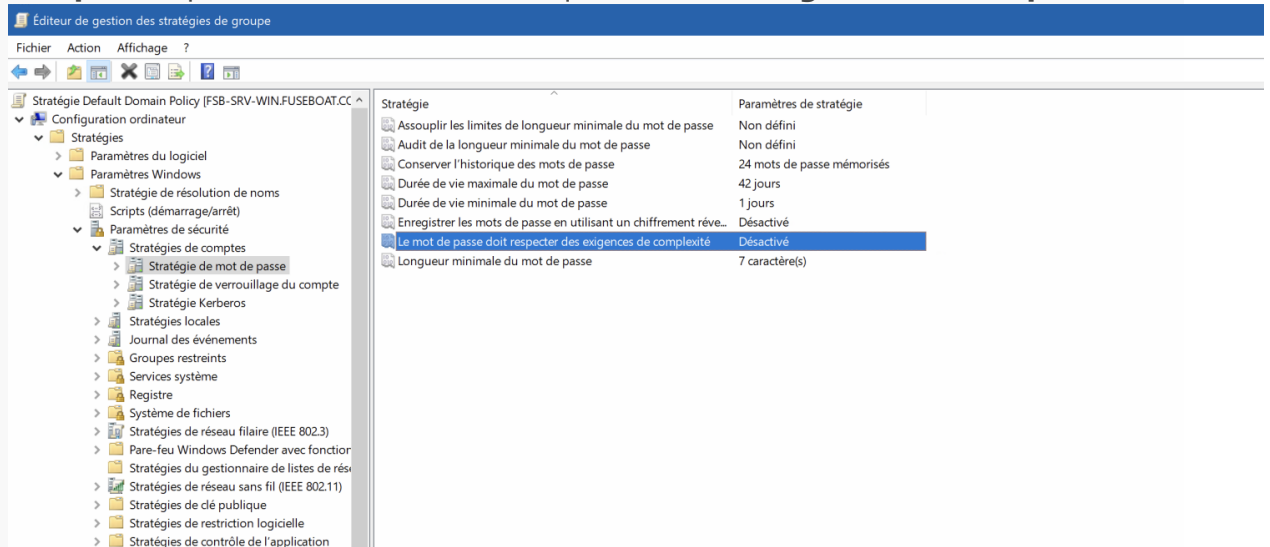 Éditeur de gestion des stratégies de groupe
Fichier Action Affichage ?
Stratégie Default Domain Policy [FSB-SRV-WIN.FUSEBOAT.CC
Configuration ordinateur
Stratégies
Paramètres du logiciel
Paramètres Windows
Stratégie de résolution de noms
Scripts (démarrage/arrêt)
Paramètres de sécurité
Stratégies de comptes
Stratégie de mot de passe
Stratégie de verrouillage du compte
Stratégie Kerberos
Stratégies locales
Journal des événements
Groupes restreints
Services système
Registre
Système de fichiers
Stratégies de réseau filaire (IEEE 802.3)
Pare-feu Windows Defender avec fonction
Stratégies du gestionnaire de listes de rése
Stratégies de réseau sans fil (IEEE 802.11)
Stratégies de clé publique
Stratégies de restriction logicielle
Stratégies de contrôle de l'application
Stratégie Paramètres de stratégie
Assouplir les limites de longueur minimale du mot de passe Non défini
Audit de la longueur minimale du mot de passe Non défini
Conserver l'historique des mots de passe 24 mots de passe mémorisés
Durée de vie maximale du mot de passe 42 jours
Durée de vie minimale du mot de passe 1 jours
Enregistrer les mots de passe en utilisant un chiffrement réve... Désactivé
Le mot de passe doit respecter des exigences de complexité Désactivé
Longueur minimale du mot de passe 7 caractère(s)